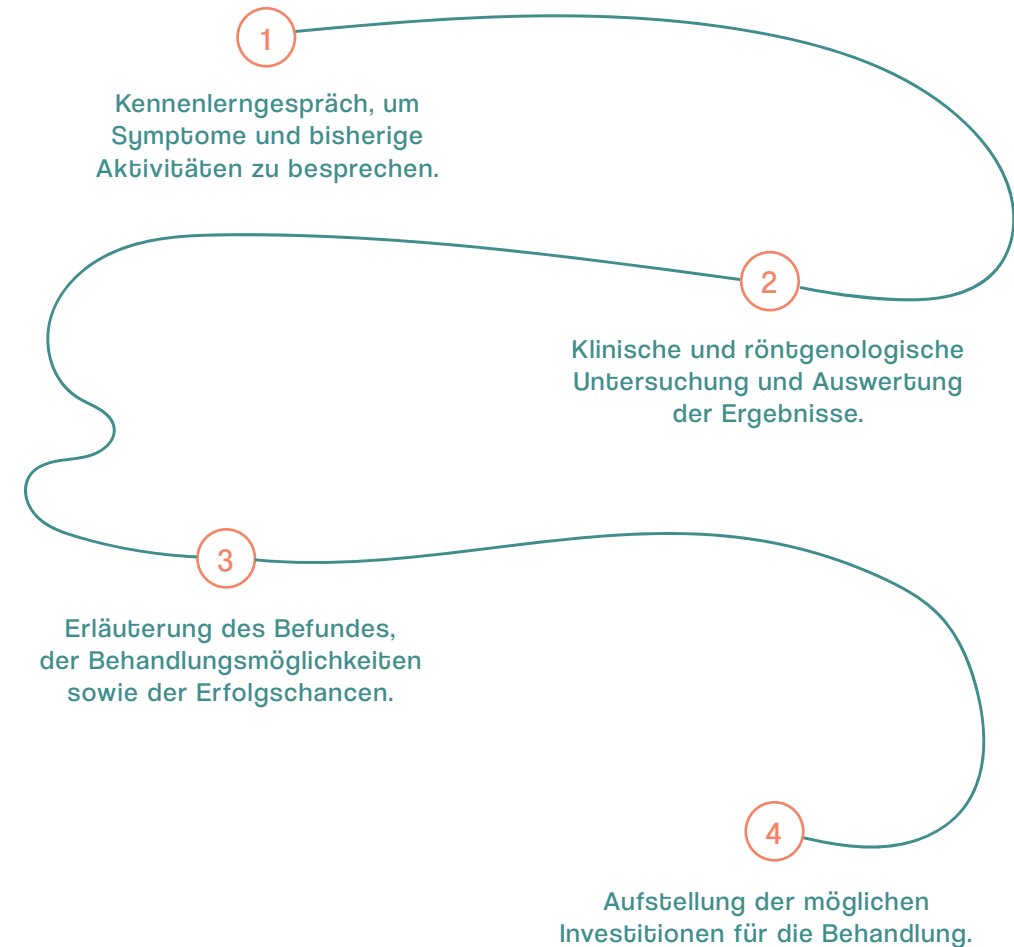 1
Kennenlerngespräch, um
Symptome und bisherige
Aktivitäten zu besprechen.
2
Klinische und röntgenologische
Untersuchung und Auswertung
der Ergebnisse.
3
Erläuterung des Befundes,
der Behandlungsmöglichkeiten
sowie der Erfolgschancen.
4
Aufstellung der möglichen
Investitionen für die Behandlung.